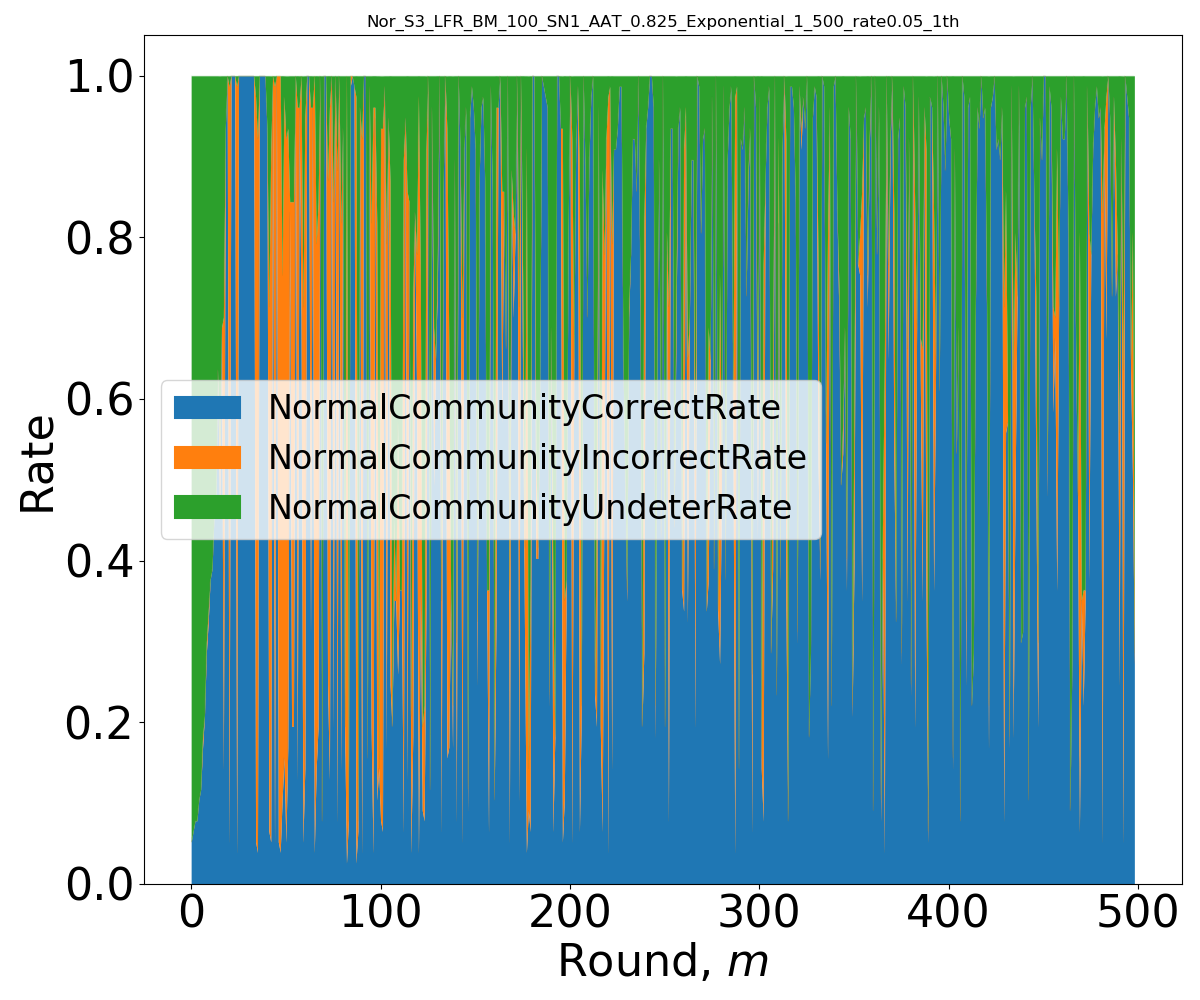 Nor_S3_LFR_BM_100_SN1_AAT_0.825_Exponential_1_500_rate0.05_1th
1.0
0.8
0.6
0.4
0.2
0.0
Rate
NormalCommunityCorrectRate
NormalCommunityIncorrectRate
NormalCommunityUndeterRate
0 100 200 300 400 500
Round, m